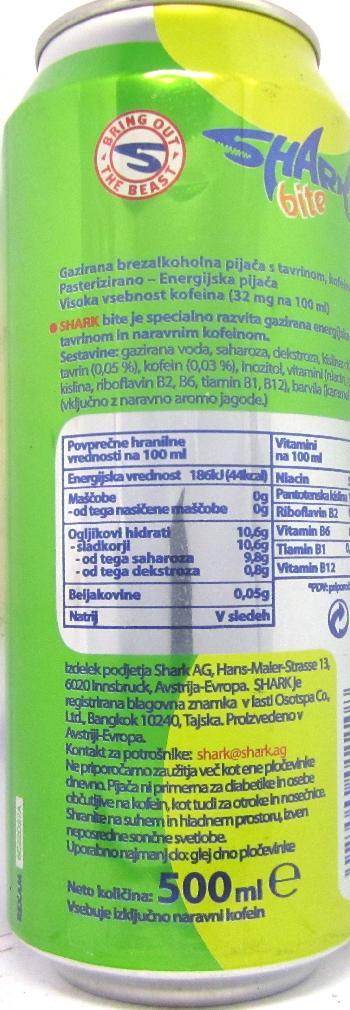 BRING OUT
THE BEAST
SHARK
bite
Gazirana brezalkoholna pijača s tavrinom,
Pasterizirano – Energijska pijača
Visoka vsebnost kofeina (32 mg na 100 ml)
• SHARK bite je specialno razvita gazirana
tavrinom in naravnim kofeinom.
Sestavine: gazirana voda, saharoza, dekstroza,
tavrin (0,05 %), kofein (0,03 %), inozitol, vitamini (niacin,
kislina, riboflavin B2, B6, tiamin B1, B12), barvila
(vključno z naravno aromo jagode.)
Povprečne hranilne Vitamini
vrednosti na 100 ml na 100 ml
Energijska vrednost 186kJ (44kcal) Niacin
Maščobe 0g Pantotenska kislina
-od tega nasičene maščobe 0g Riboflavin B2
Ogljikovi hidrati 10,6g Vitamin B6
- sladkorji 10,6g Tiamin B1
- od tega saharoza 9,8g
- od tega dekstroza 0,8g Vitamin B12
Beljakovine 0,05g
Natrij V sledeh
Izdelek podjetja Shark AG, Hans-Maler-Strasse 13,
6020 Innsbruck, Avstrija-Evropa. SHARK je
registrirana blagovna znamka v lasti Osotspa Co,
Ltd., Bangkok 10240, Tajska. Proizvedeno v
Avstriji-Evropa.
Kontakt za potrošnike: shark@shark.ag
Ne priporočamo zaužitja več kot ene pločevinke
dnevno. Pijača ni primerna za diabetike in osebe
občutljive na kofein, kot tudi za otroke in nosečnice.
Shranite na suhem in hladnem prostoru, izven
neposredne sončne svetlobe.
Uporabno najmanj do: glej dno pločevinke
Neto količina: 500 ml e
Vsebuje izključno naravni kofein
REXAM